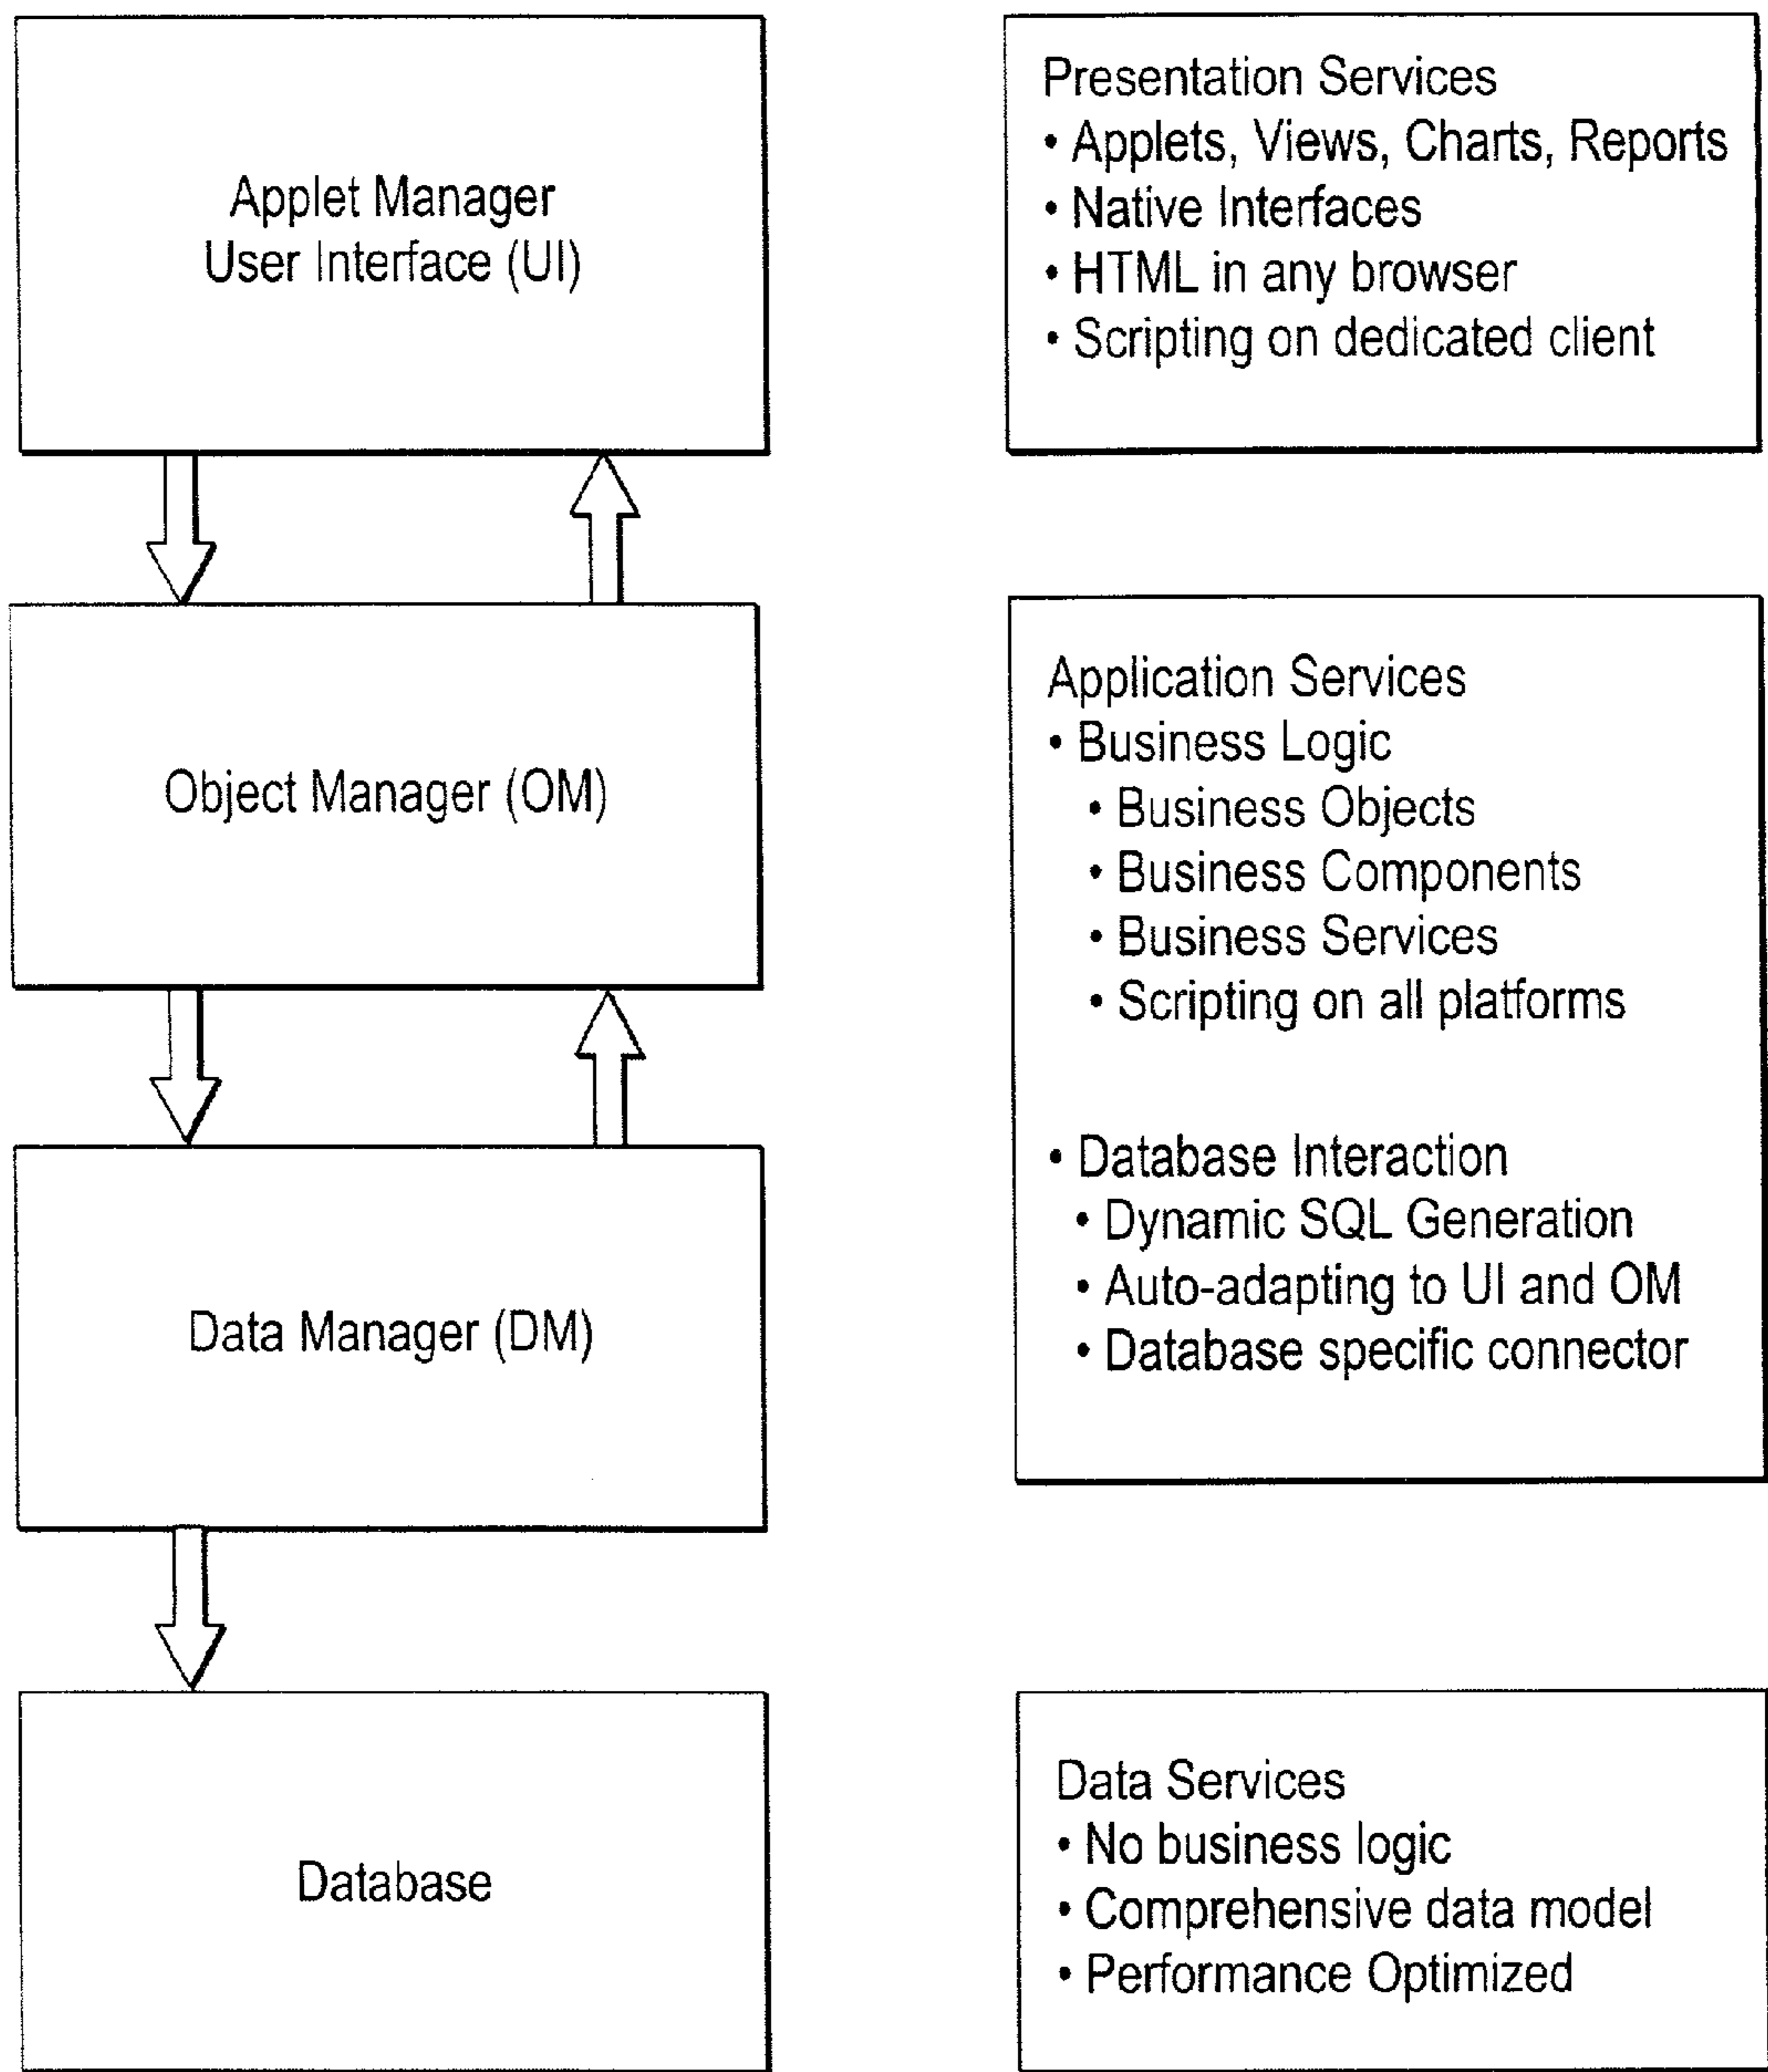 Applet Manager
User Interface (UI)
Presentation Services
• Applets, Views, Charts, Reports
• Native Interfaces
• HTML in any browser
• Scripting on dedicated client
Object Manager (OM)
Application Services
• Business Logic
• Business Objects
• Business Components
• Business Services
• Scripting on all platforms
Data Manager (DM)
• Database Interaction
• Dynamic SQL Generation
• Auto-adapting to UI and OM
• Database specific connector
Database
Data Services
• No business logic
• Comprehensive data model
• Performance Optimized